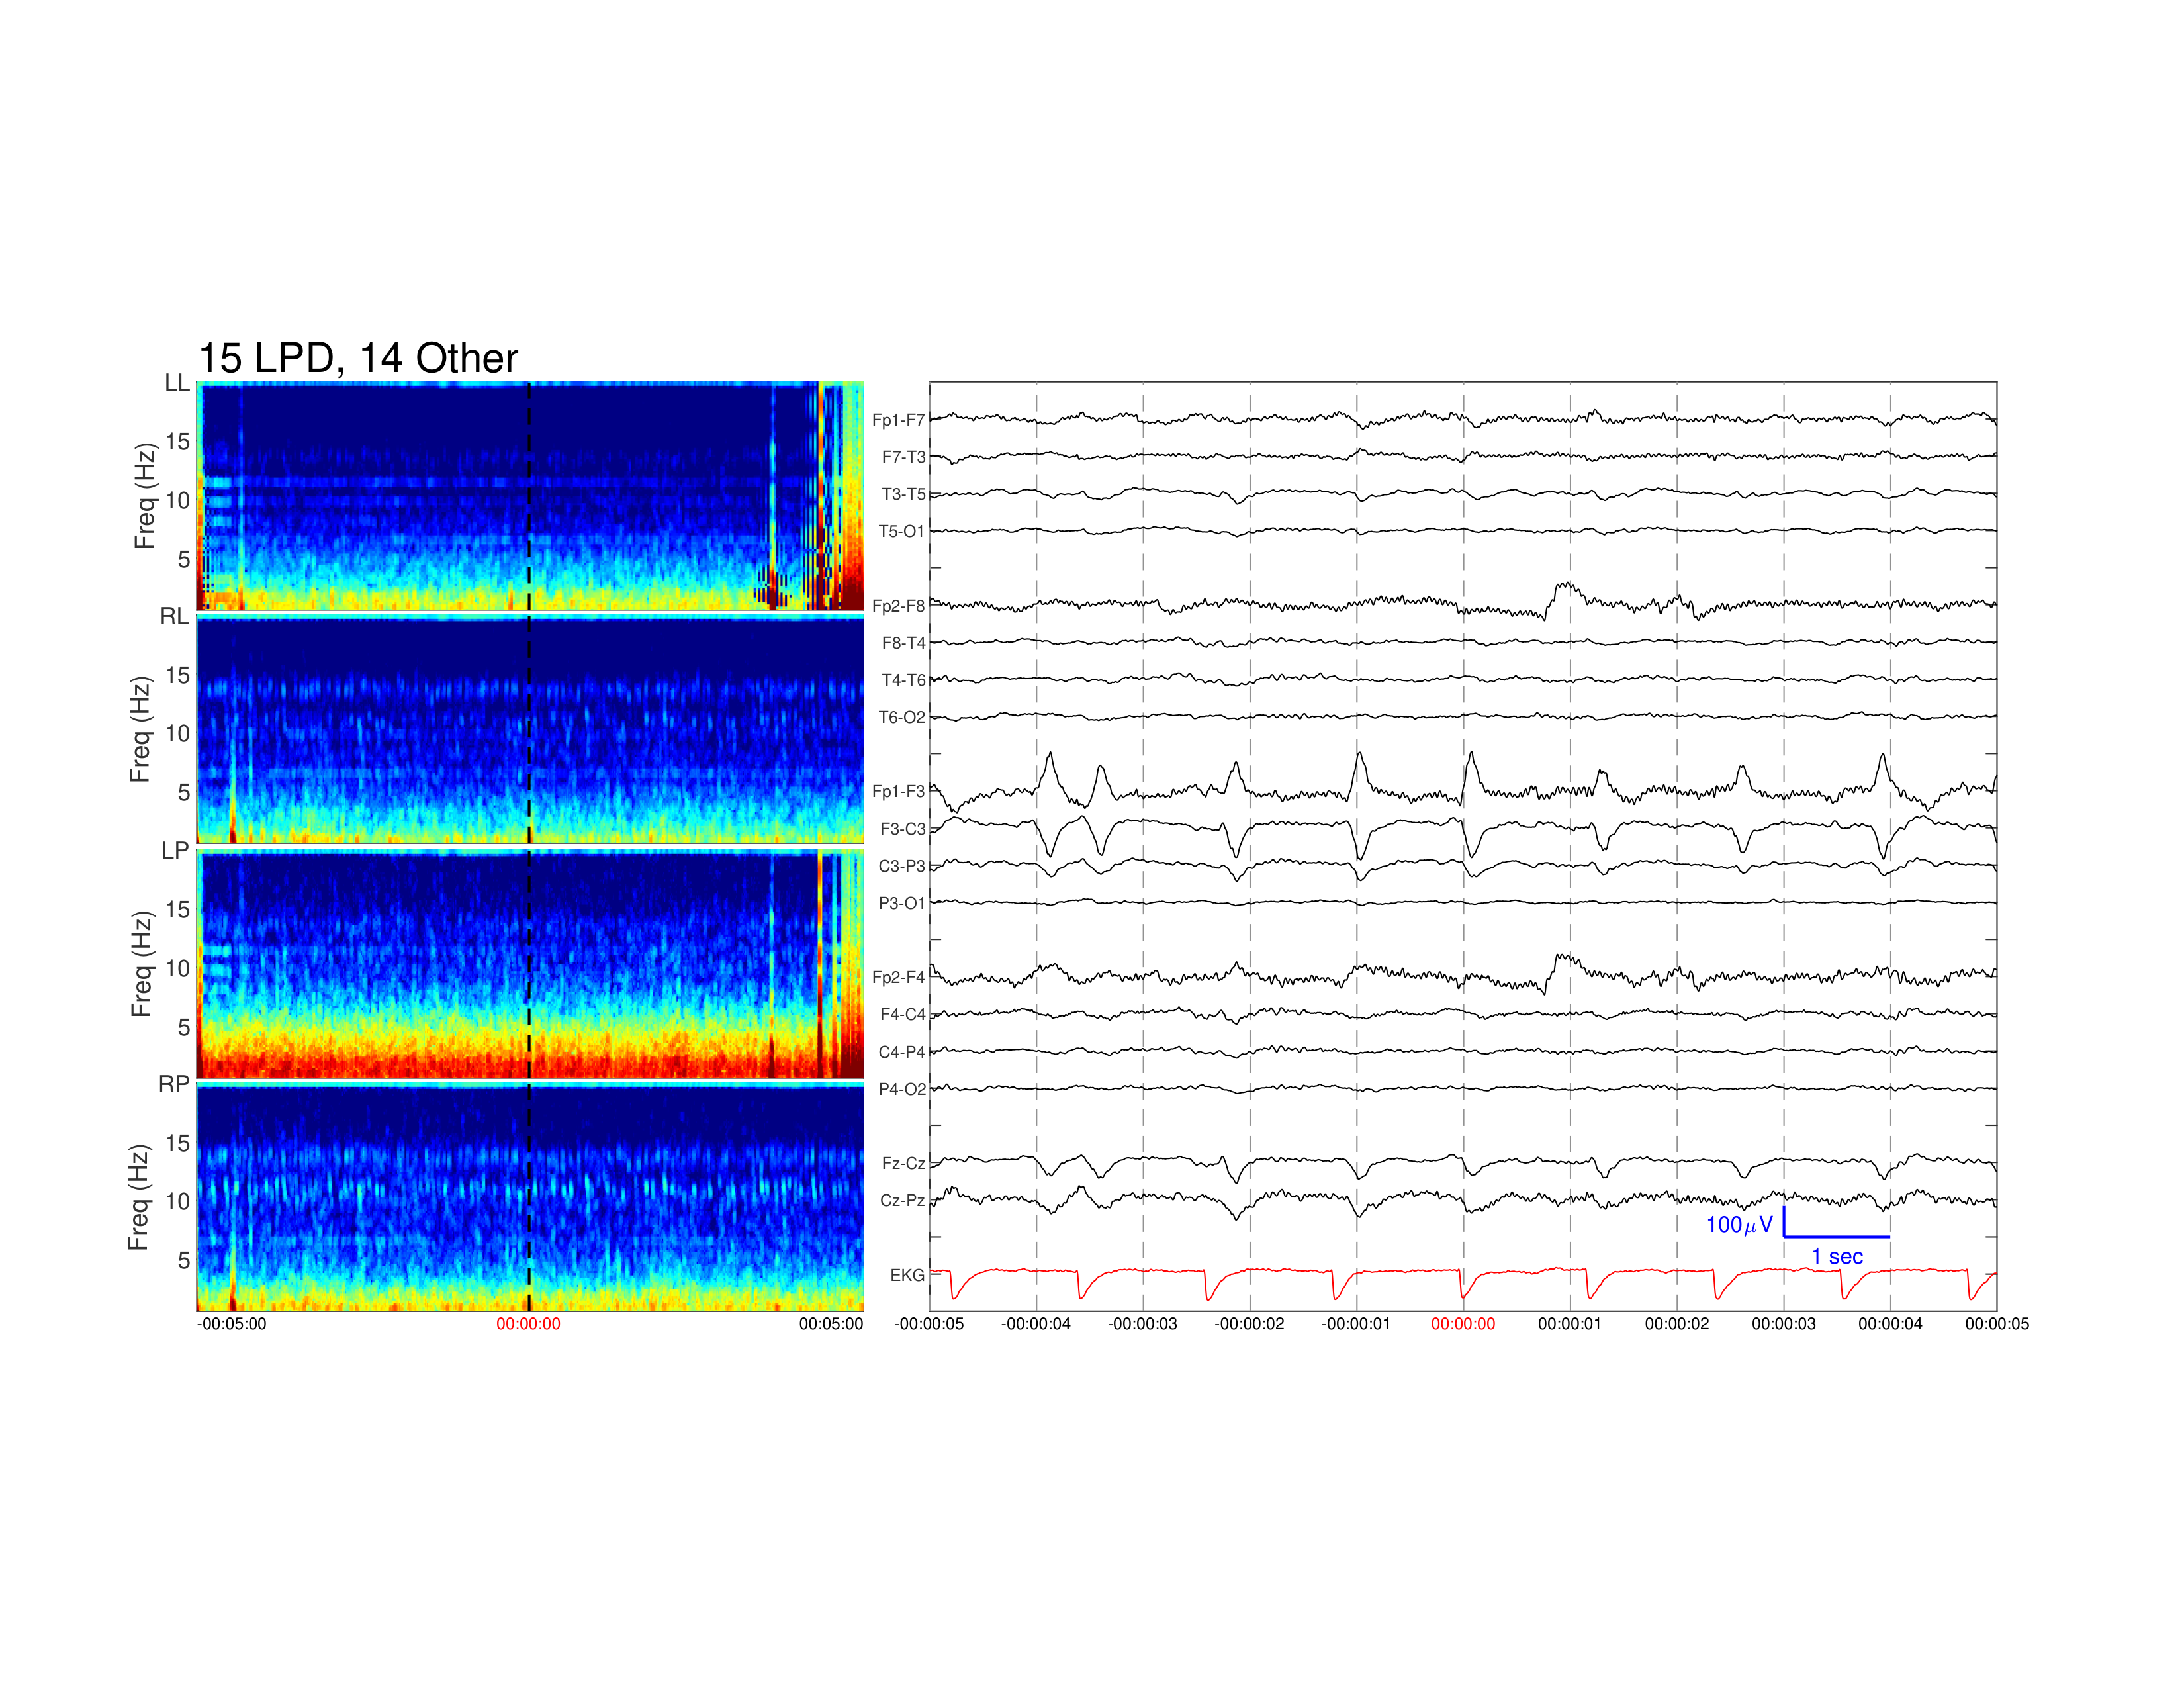 15 LPD, 14 Other
LL
Freq (Hz)
15
10
5
RL
Freq (Hz)
15
10
5
LP
Freq (Hz)
15
10
5
RP
Freq (Hz)
15
10
5
-00:05:00
00:00:00
00:05:00
Fp1-F7
F7-T3
T3-T5
T5-O1
Fp2-F8
F8-T4
T4-T6
T6-O2
Fp1-F3
F3-C3
C3-P3
P3-O1
Fp2-F4
F4-C4
C4-P4
P4-O2
Fz-Cz
Cz-Pz
100μV
1 sec
EKG
-00:00:05
-00:00:04
-00:00:03
-00:00:02
-00:00:01
00:00:00
00:00:01
00:00:02
00:00:03
00:00:04
00:00:05